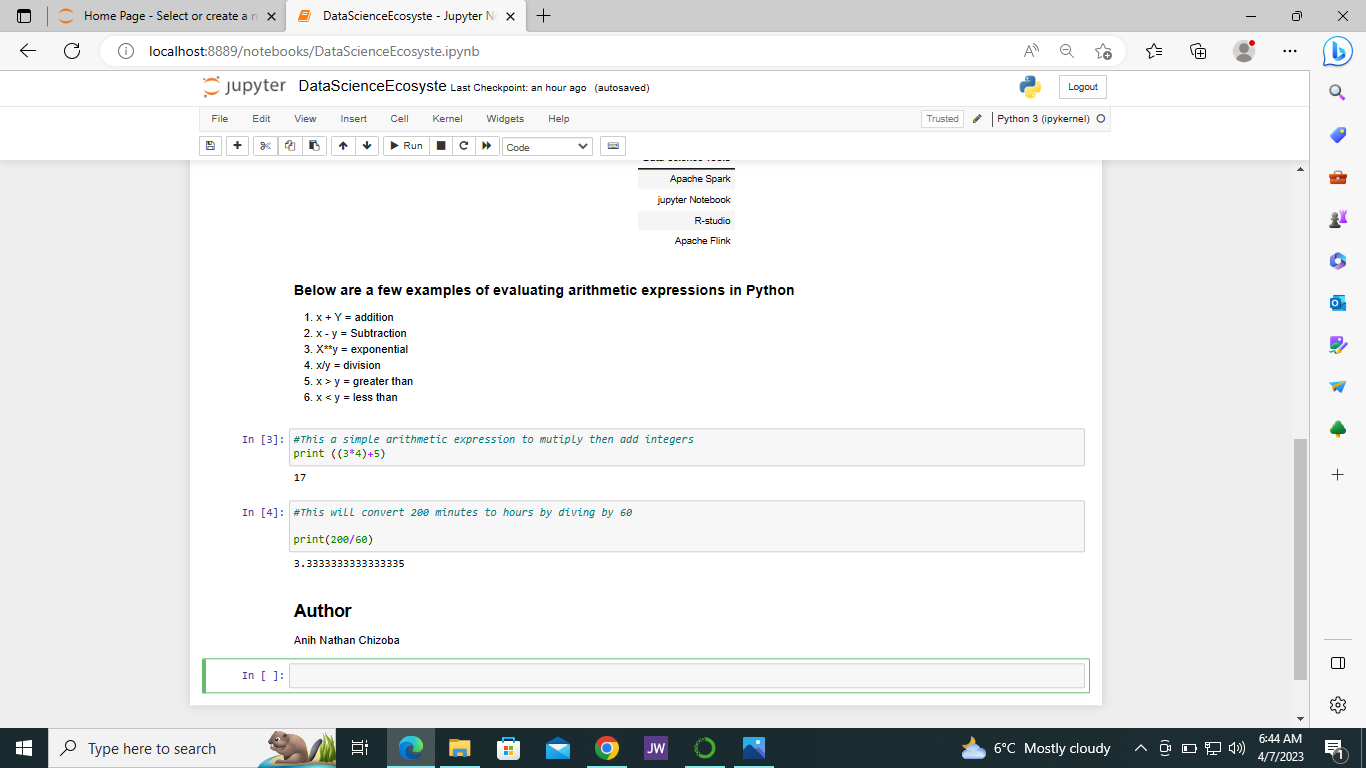 Home Page - Select or create a n
DataScienceEcosyste - Jupyter N
localhost:8889/notebooks/DataScienceEcosyste.ipynb
jupyter DataScienceEcosyste Last Checkpoint: an hour ago (autosaved)
Logout
File Edit View Insert Cell Kernel Widgets Help
Trusted
Python 3 (ipykernel)
Run
Code
Data Science Tools
Apache Spark
jupyter Notebook
R-studio
Apache Flink
Below are a few examples of evaluating arithmetic expressions in Python
1. x + Y = addition
2. x - y = Subtraction
3. X**y = exponential
4. x/y = division
5. x > y = greater than
6. x < y = less than
In [3]: #This a simple arithmetic expression to mutiply then add integers
print ((3*4)+5)
17
In [4]: #This will convert 200 minutes to hours by diving by 60
print(200/60)
3.3333333333333335
Author
Anih Nathan Chizoba
In [ ]:
Type here to search
JW
6°C Mostly cloudy
6:44 AM
4/7/2023
1